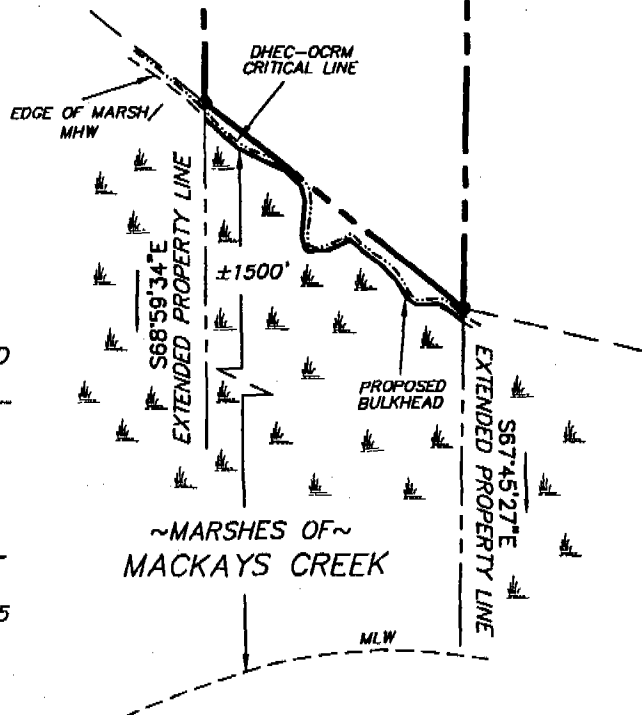 DHEC-OCRM
CRITICAL LINE
EDGE OF MARSH/
MHW
S68°59'34"E
EXTENDED PROPERTY LINE
±1500'
PROPOSED
BULKHEAD
S67°45'27"E
EXTENDED PROPERTY LINE
~MARSHES OF~
MACKAYS CREEK
MLW
5